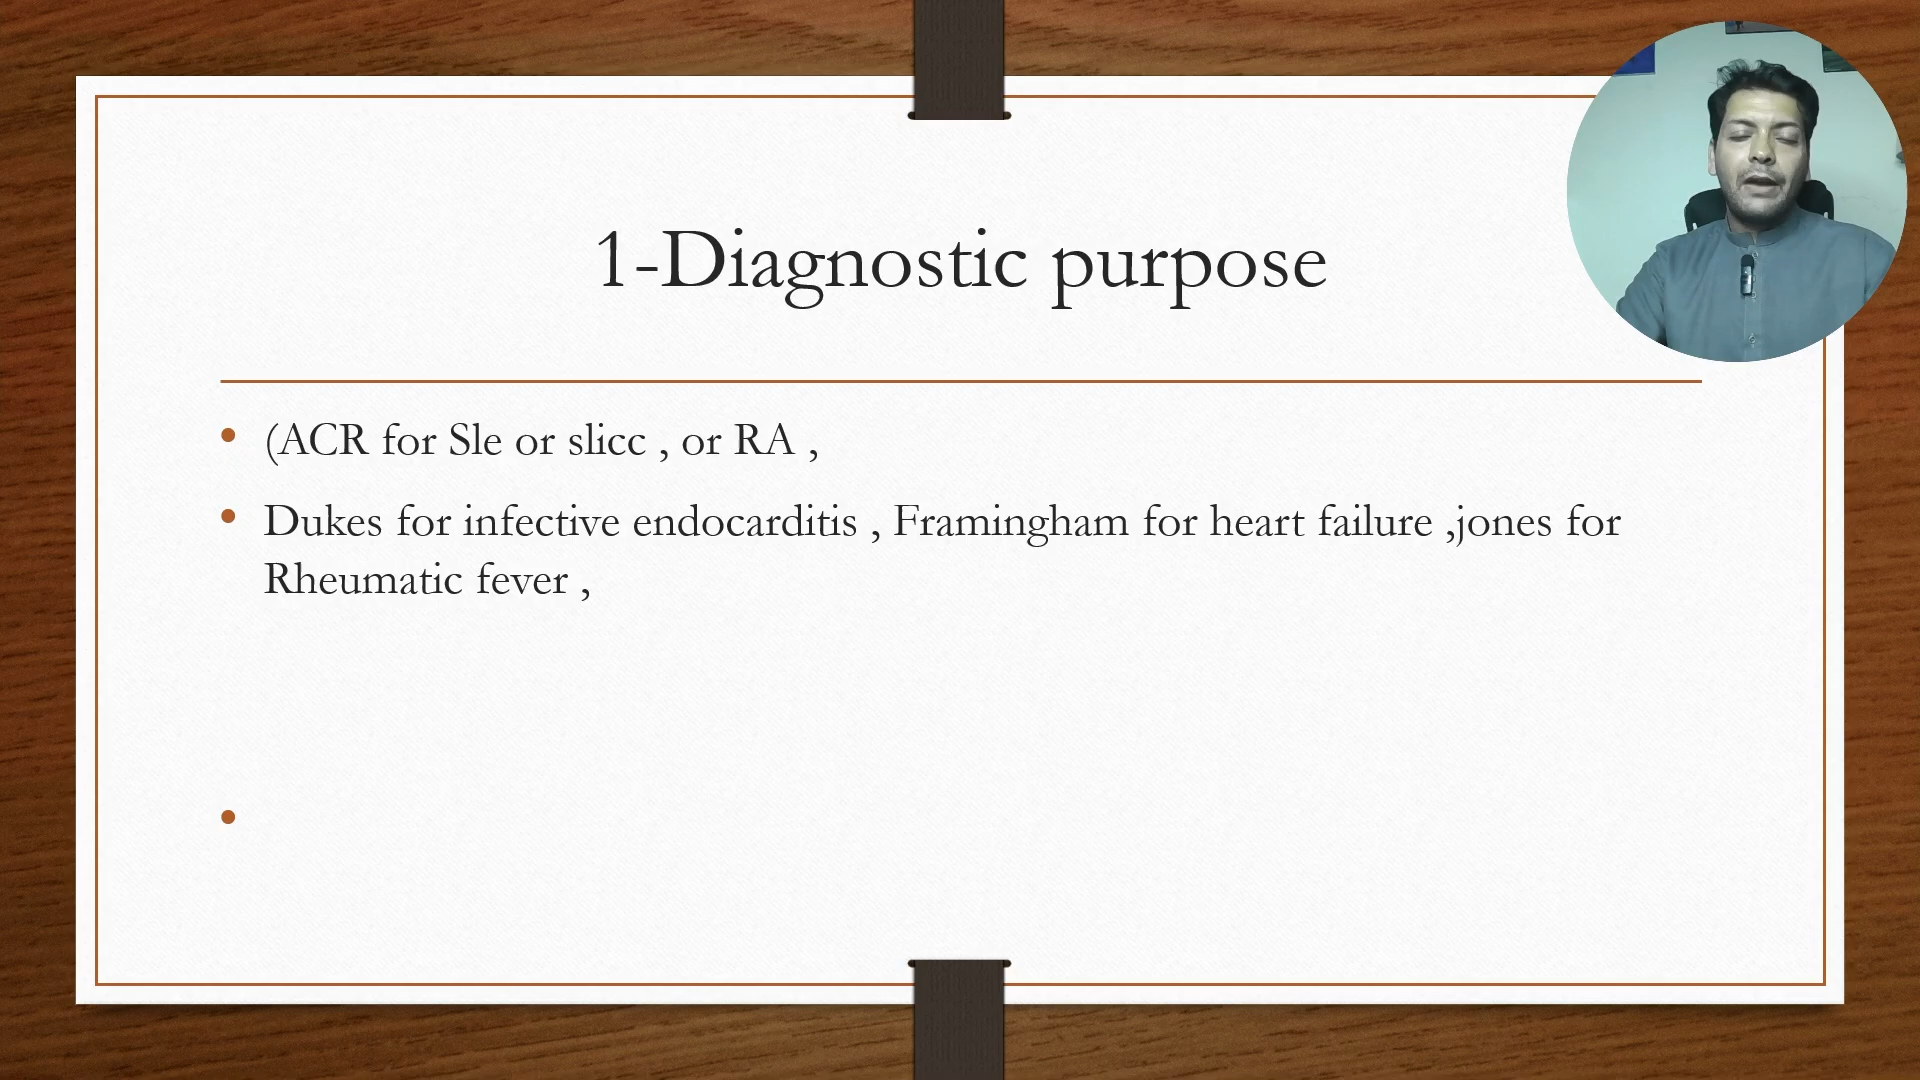 1-Diagnostic purpose
(ACR for Sle or slicc , or RA ,
Dukes for infective endocarditis , Framingham for heart failure ,jones for
Rheumatic fever ,